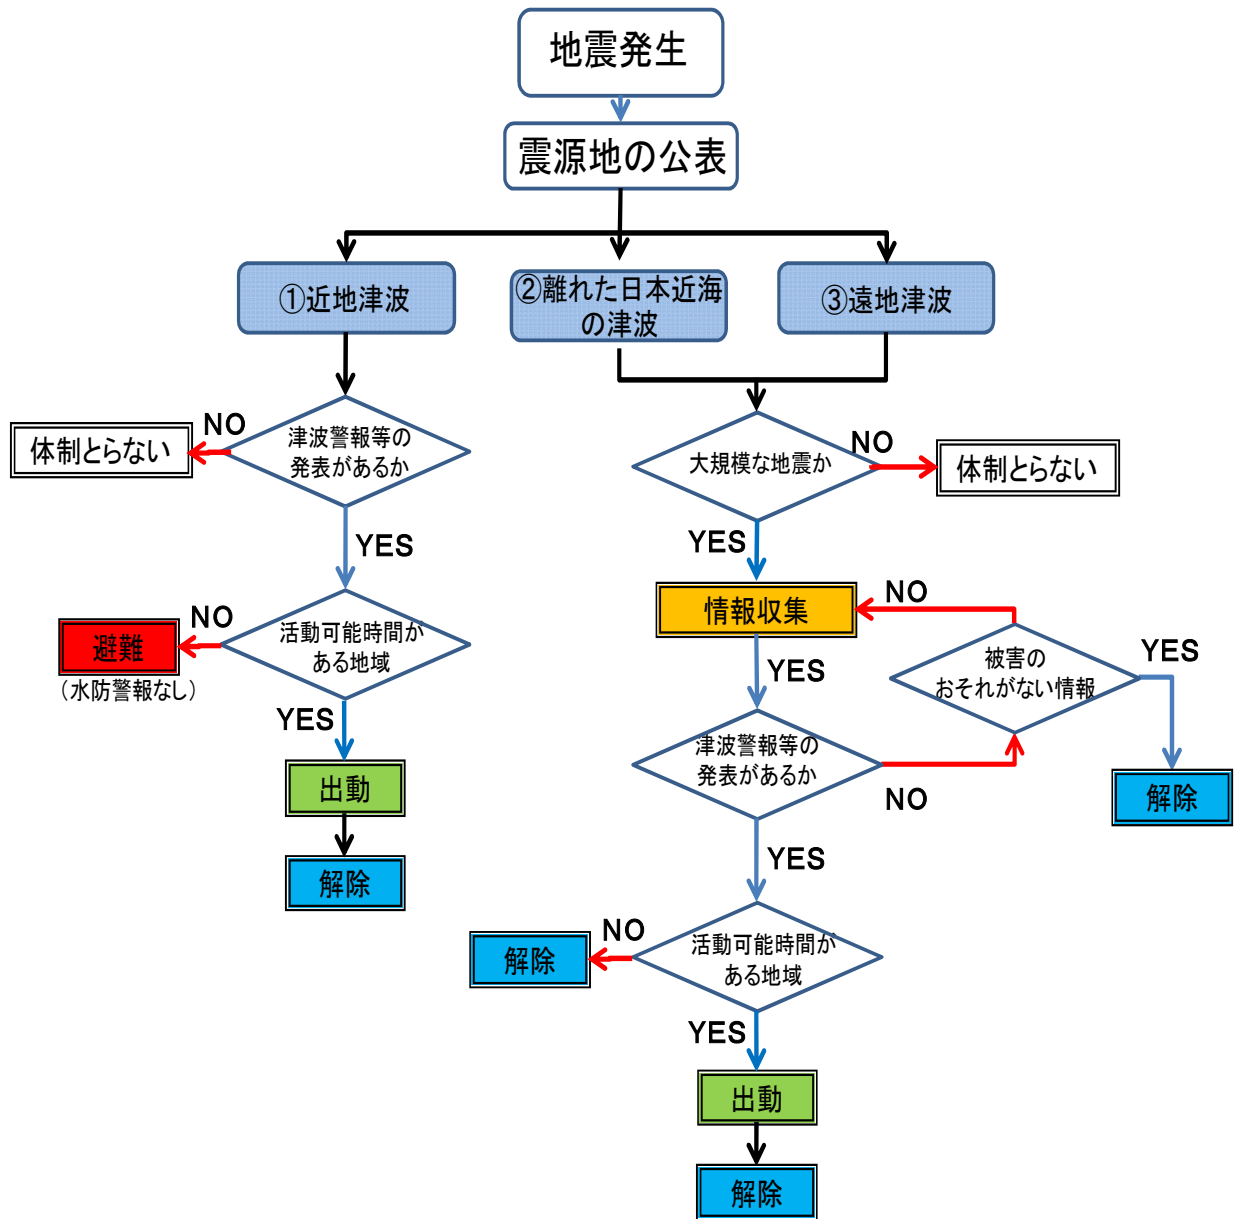 地震発生
震源地の公表
①近地津波
②離れた日本近海
の津波
③遠地津波
津波警報等の
発表があるか
NO
体制とらない
YES
活動可能時間が
ある地域
NO
避難
（水防警報なし）
YES
出動
解除
大規模な地震か
NO
体制とらない
YES
情報収集
NO
YES
被害の
おそれがない情報
YES
解除
津波警報等の
発表があるか
NO
YES
活動可能時間が
ある地域
NO
解除
YES
出動
解除